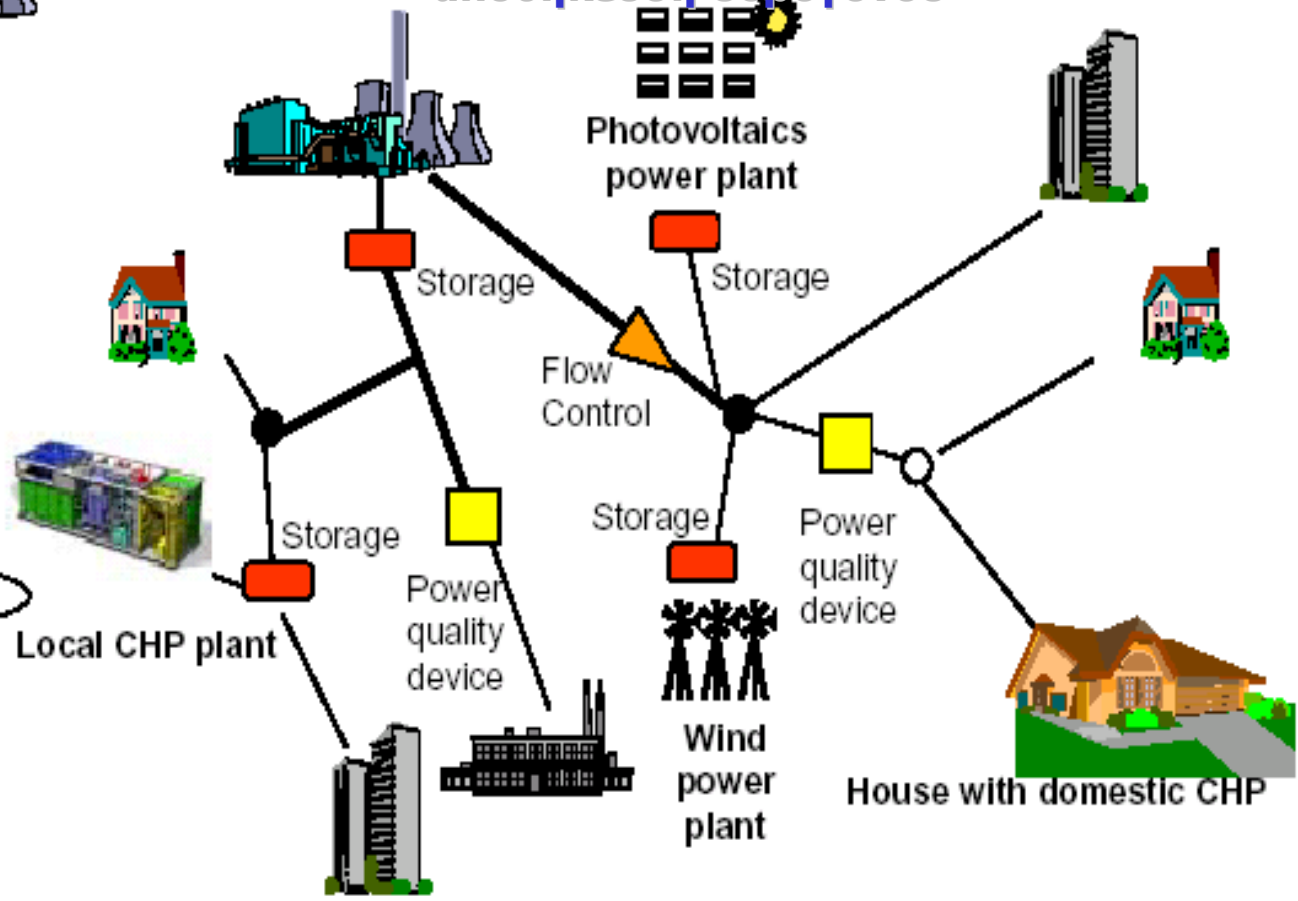 Photovoltaics
power plant
Storage
Storage
Flow
Control
Storage
Storage
Power
quality
device
Power
quality
device
Local CHP plant
Wind
power
plant
House with domestic CHP